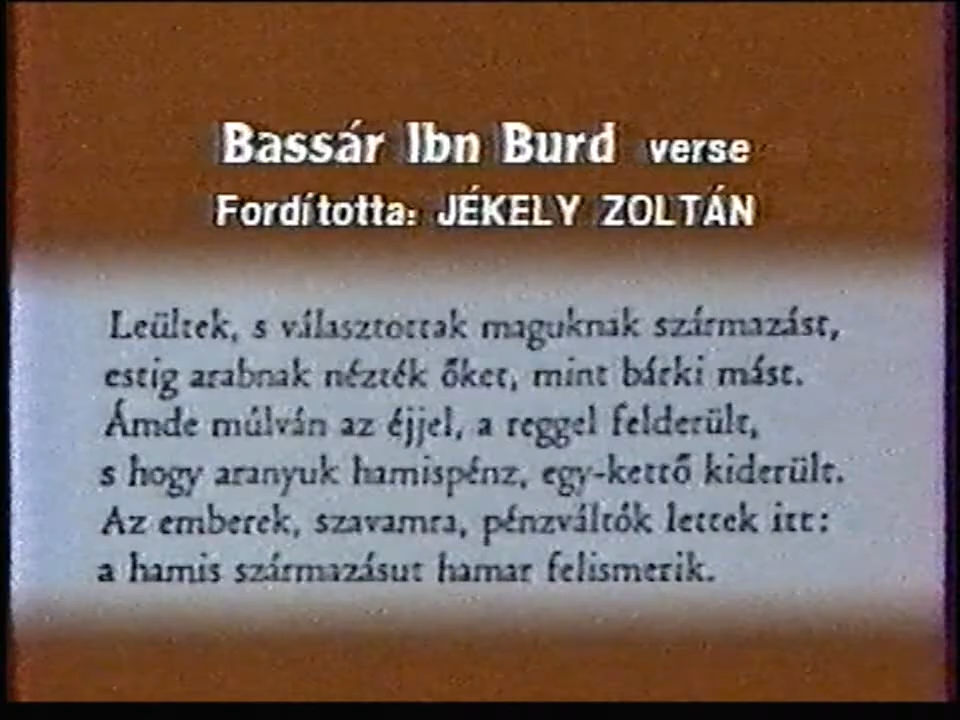 Bassár Ibn Burd verse
Fordította: JÉKELY ZOLTÁN
Leültek, s választottak maguknak származást,
estig arabnak nézték őket, mint bárki mást.
Ámde múlván az éjjel, a reggel felderült,
s hogy aranyuk hamispénz, egy-kettő kiderült.
Az emberek, szavamra, pénzváltók lettek itt:
a hamis származásut hamar felismerik.